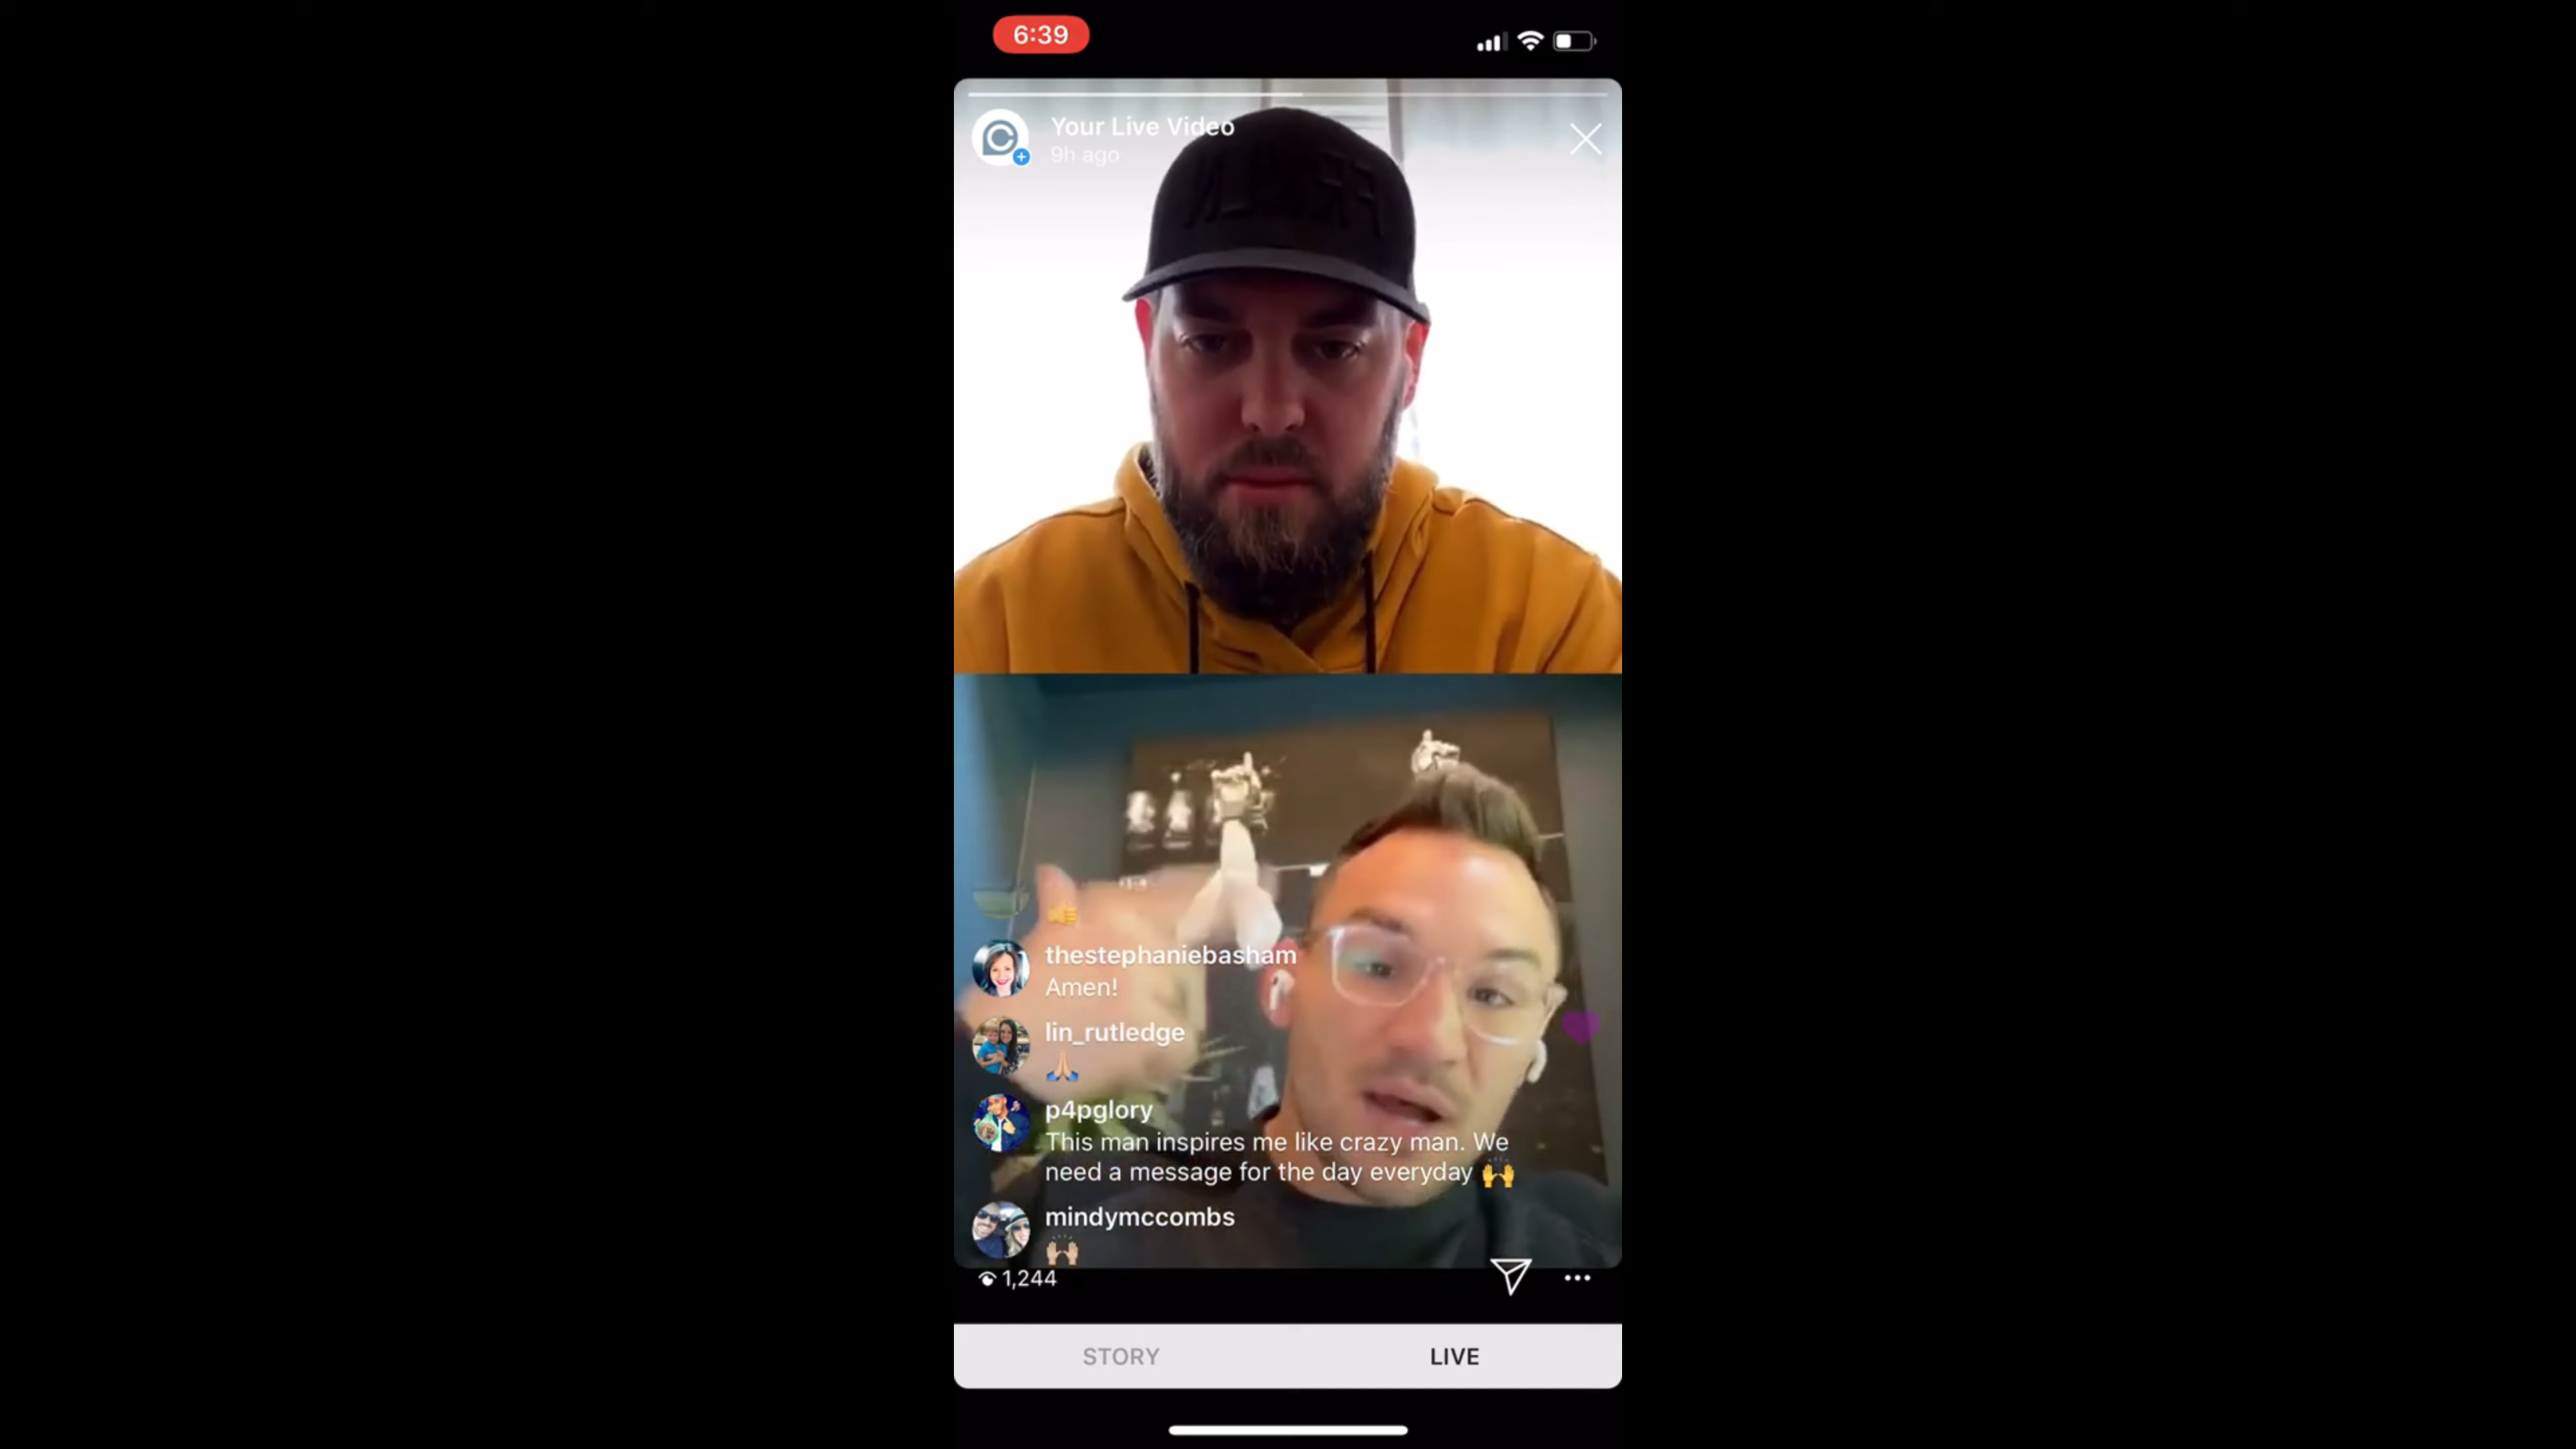 6:39
Your Live Video
9h ago
👍
thestephaniebasham
Amen!
lin_rutledge
🙏🏼
p4pglory
This man inspires me like crazy man. We
need a message for the day everyday 🙌
mindymccombs
🙌🏼
1,244
STORY
LIVE